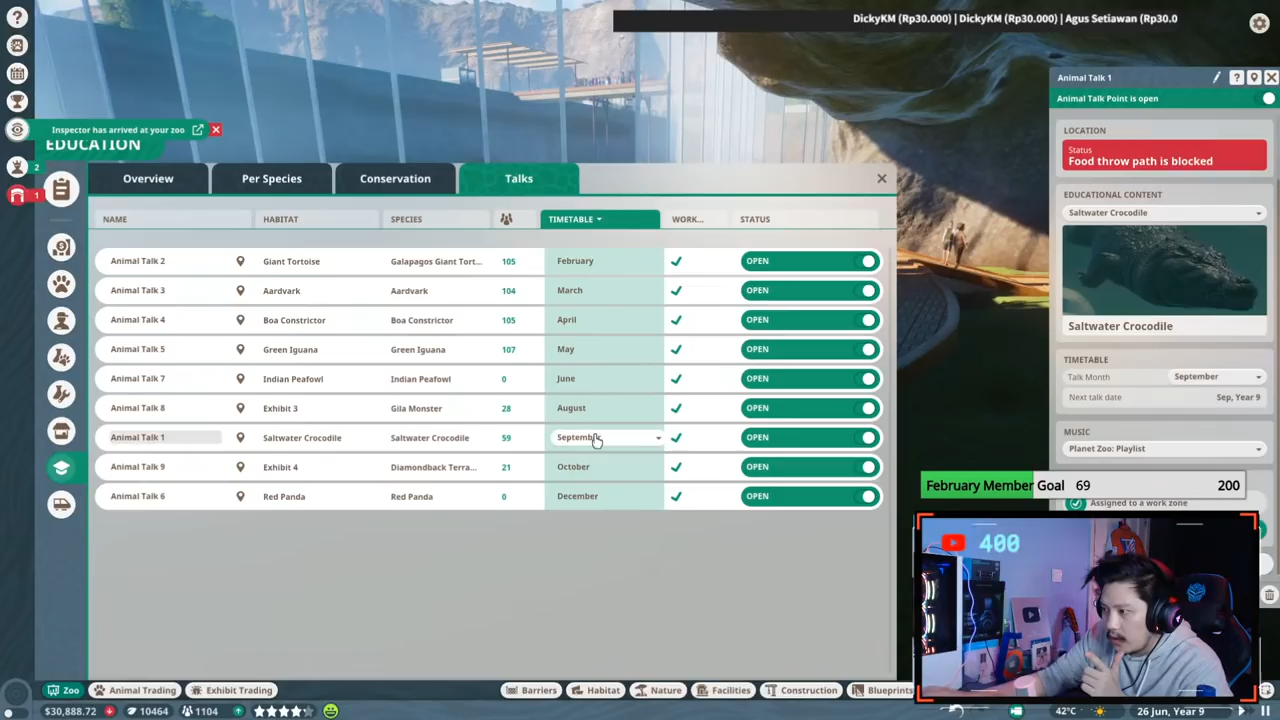 DickyKM (Rp30.000) | DickyKM (Rp30.000) | Agus Setiawan (Rp30.0
Inspector has arrived at your zoo
EDUCATION
2
1
Overview
Per Species
Conservation
Talks
NAME HABITAT SPECIES TIMETABLE WORK... STATUS
Animal Talk 2 Giant Tortoise Galapagos Giant Tort... 105 February OPEN
Animal Talk 3 Aardvark Aardvark 104 March OPEN
Animal Talk 4 Boa Constrictor Boa Constrictor 105 April OPEN
Animal Talk 5 Green Iguana Green Iguana 107 May OPEN
Animal Talk 7 Indian Peafowl Indian Peafowl 0 June OPEN
Animal Talk 8 Exhibit 3 Gila Monster 28 August OPEN
Animal Talk 1 Saltwater Crocodile Saltwater Crocodile 59 September OPEN
Animal Talk 9 Exhibit 4 Diamondback Terra... 21 October OPEN
Animal Talk 6 Red Panda Red Panda 0 December OPEN
Animal Talk 1
?
Animal Talk Point is open
LOCATION
Status
Food throw path is blocked
EDUCATIONAL CONTENT
Saltwater Crocodile
Saltwater Crocodile
TIMETABLE
Talk Month September
Next talk date Sep, Year 9
MUSIC
Planet Zoo: Playlist
February Member Goal 69 200
Assigned to a work zone
400
Zoo
Animal Trading
Exhibit Trading
Barriers
Habitat
Nature
Facilities
Construction
Blueprints
$30,888.72
10464
1104
42°C
26 Jun, Year 9